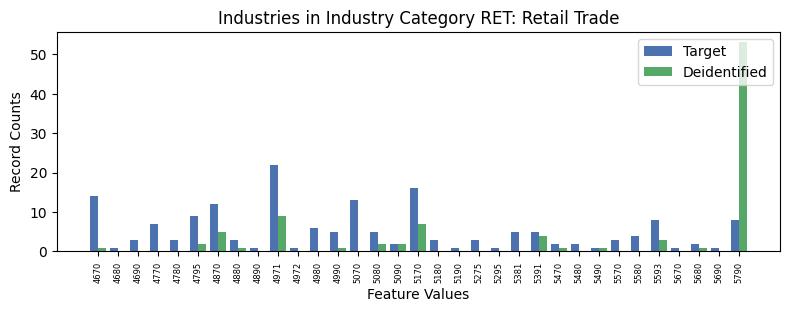 Industries in Industry Category RET: Retail Trade
Target
Deidentified
Record Counts
50
40
30
20
10
0
4670 4680 4690 4770 4780 4795 4870 4880 4890 4971 4972 4980 4990 5070 5080 5090 5170 5180 5190 5275 5295 5381 5391 5470 5480 5490 5570 5580 5593 5670 5680 5690 5790
Feature Values